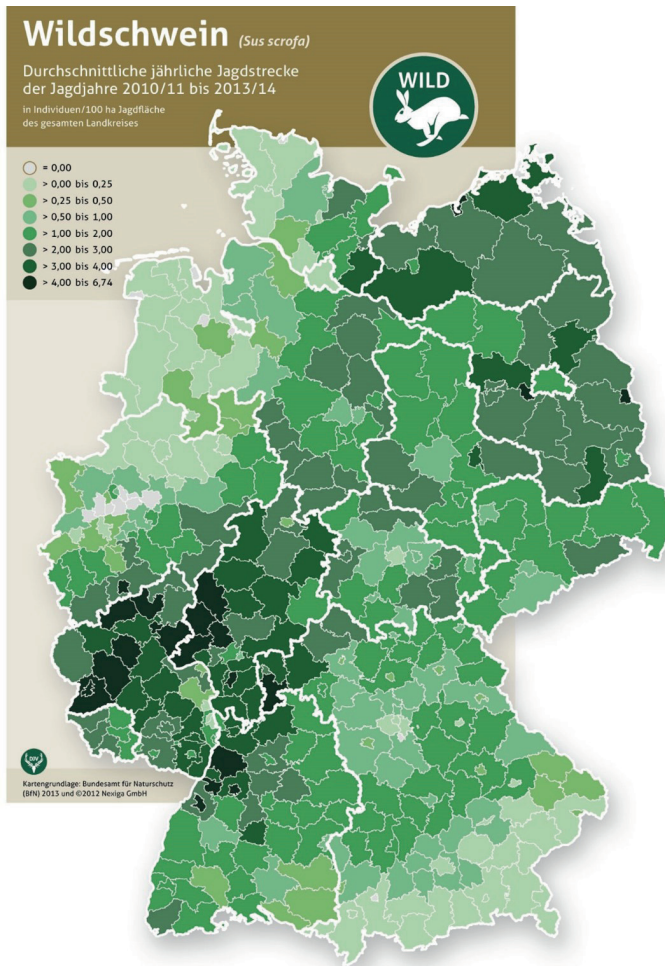 Wildschwein (Sus scrofa)
Durchschnittliche jährliche Jagdstrecke
der Jagdjahre 2010/11 bis 2013/14
in Individuen/100 ha Jagdfläche
des gesamten Landkreises
WILD
= 0,00
> 0,00 bis 0,25
> 0,25 bis 0,50
> 0,50 bis 1,00
> 1,00 bis 2,00
> 2,00 bis 3,00
> 3,00 bis 4,00
> 4,00 bis 6,74
DJV
Kartengrundlage: Bundesamt für Naturschutz
(BfN) 2013 und ©2012 Nexiga GmbH